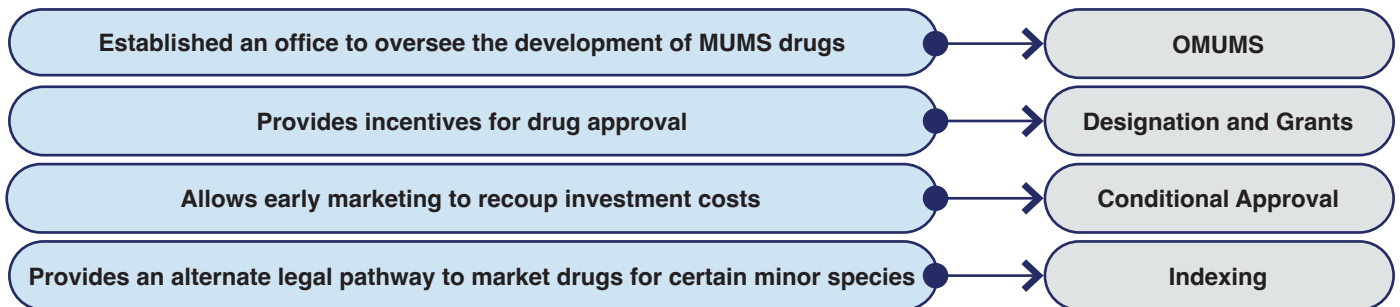 Established an office to oversee the development of MUMS drugs
OMUMS
Provides incentives for drug approval
Designation and Grants
Allows early marketing to recoup investment costs
Conditional Approval
Provides an alternate legal pathway to market drugs for certain minor species
Indexing